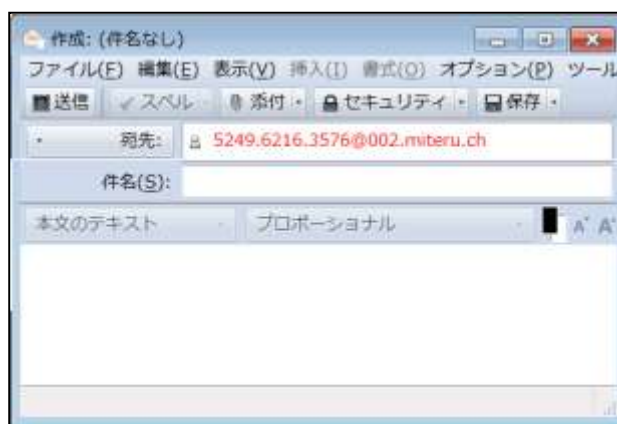 作成: (件名なし)
ファイル(F) 編集(E) 表示(V) 挿入(I) 書式(O) オプション(P) ツール
送信 スペル 添付 セキュリティ 保存
宛先: 5249.6216.3576@002.miteru.ch
件名(S):
本文のテキスト プロポーショナル A A